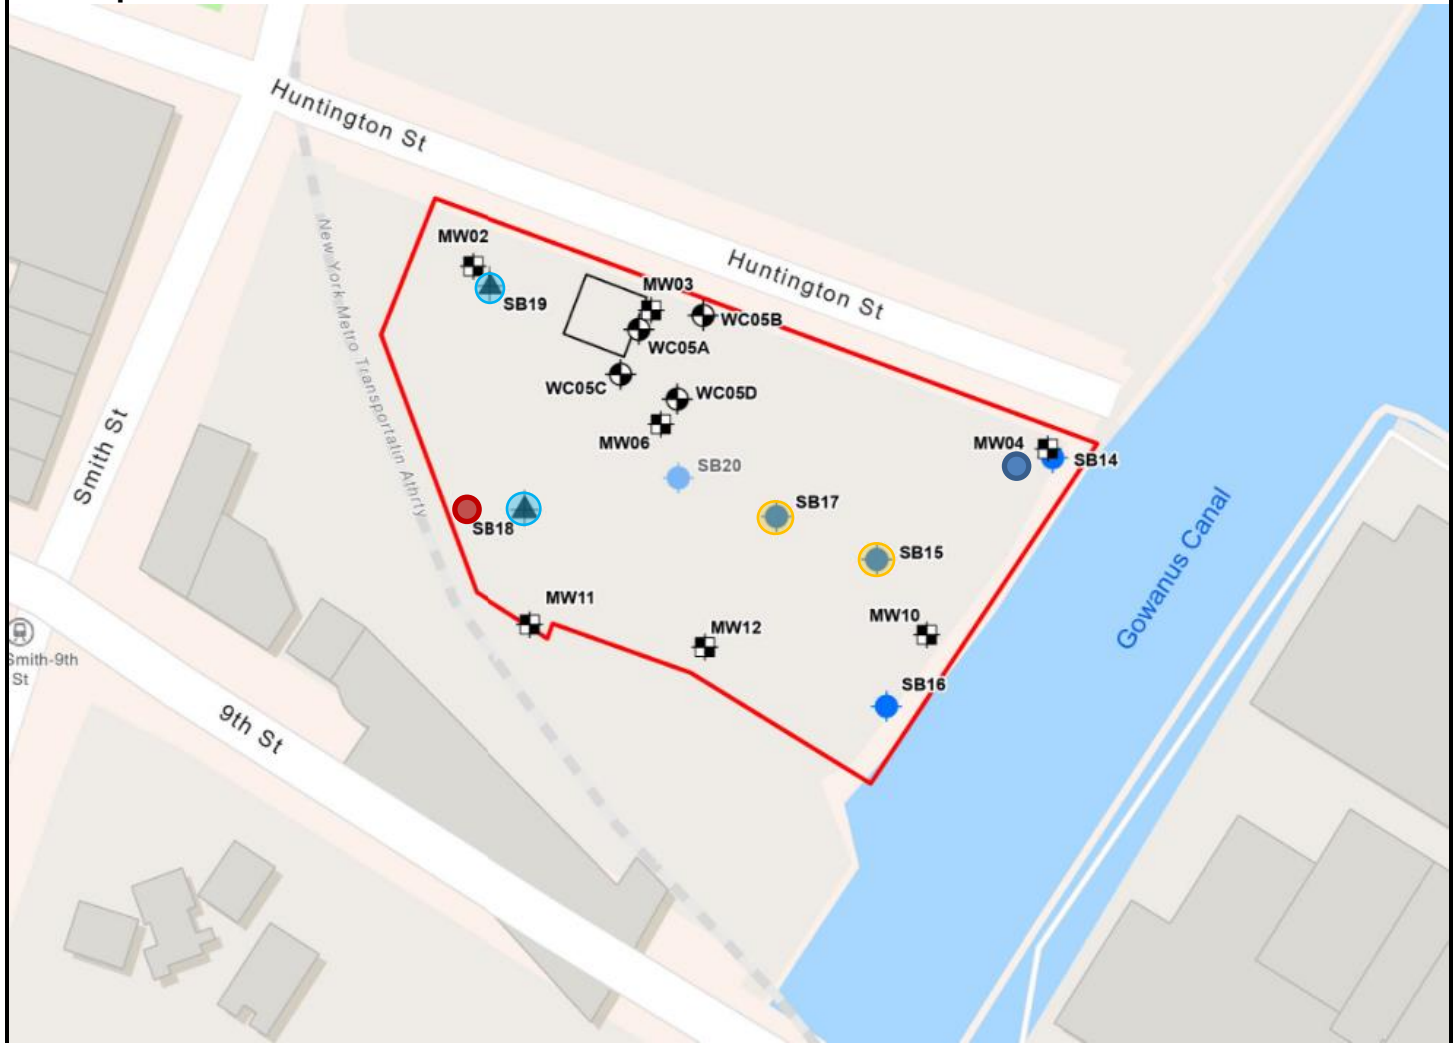 Huntington St
Huntington St
New York Metro Transportatin Athrty
Smith St
MW02
SB19
MW03
WC05B
WC05A
WC05C
WC05D
MW06
SB20
MW04
SB14
SB17
SB18
SB15
MW11
MW12
MW10
SB16
Gowanus Canal
Smith-9th
St
9th St